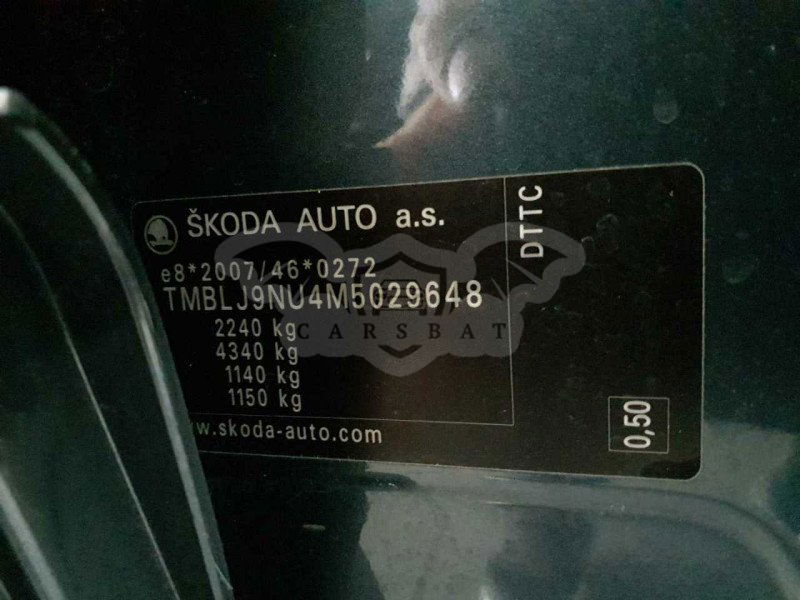 ŠKODA AUTO a.s.
e8*2007/46*0272
TMBLJ9NU4M5029648
2240 kg
4340 kg
1140 kg
1150 kg
.skoda-auto.com
DTTC
0,50
CARSBAT